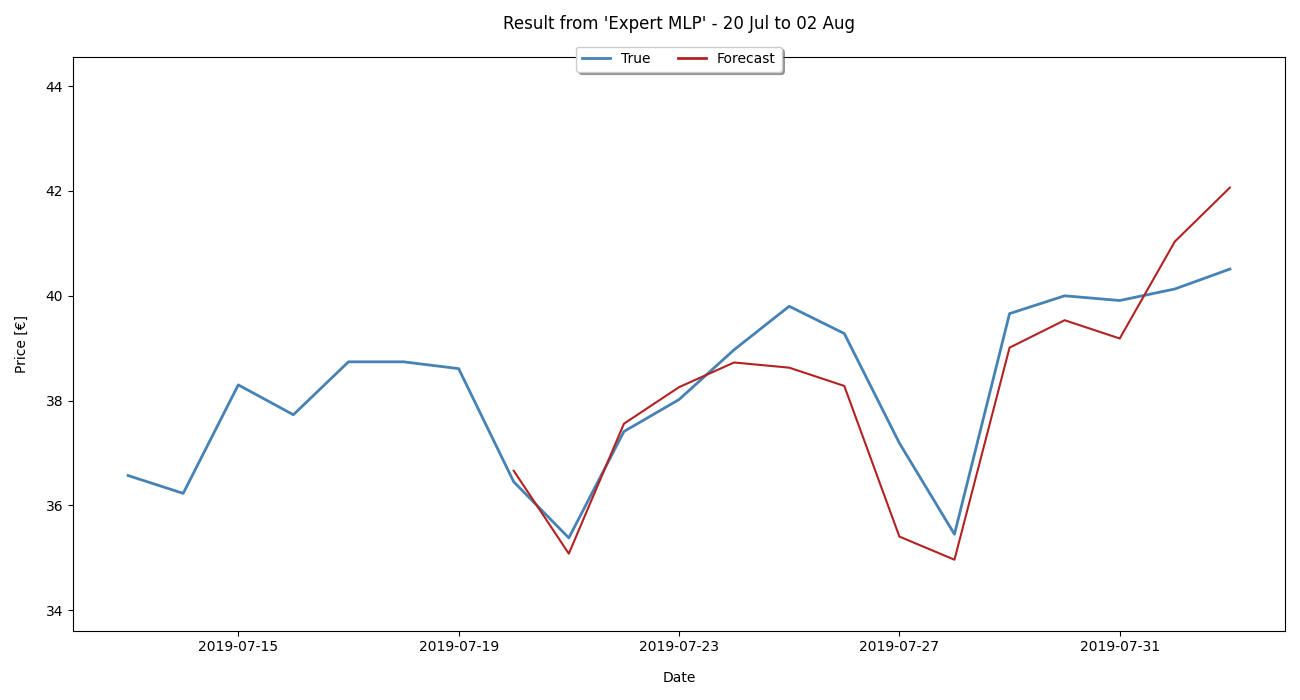 Result from 'Expert MLP' - 20 Jul to 02 Aug
True Forecast
44
42
40
38
36
34
Price [€]
2019-07-15 2019-07-19 2019-07-23 2019-07-27 2019-07-31
Date